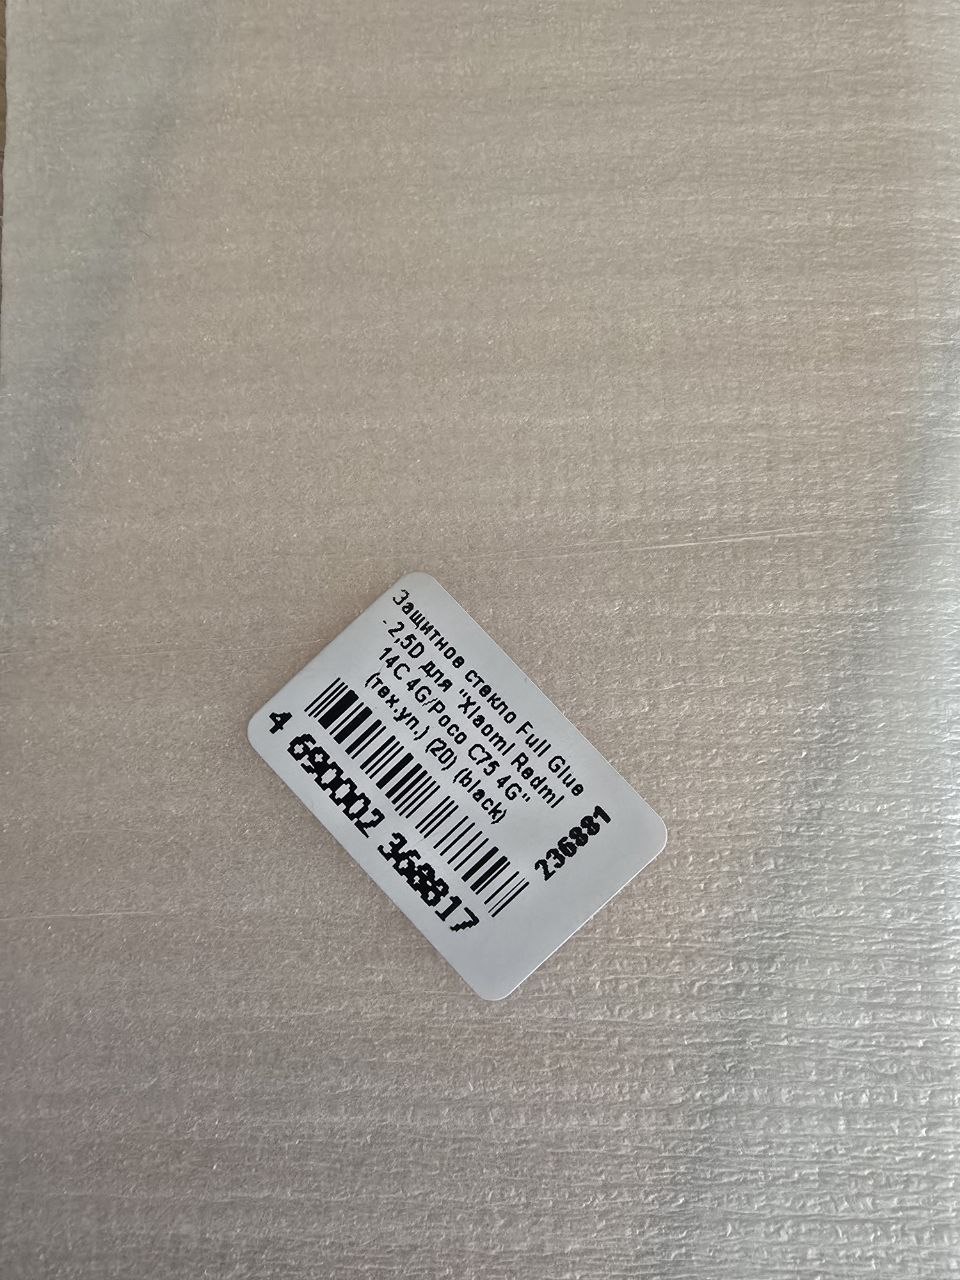 Защитное стекло Full Glue
- 2,5D для "Xiaomi Redmi
14C 4G/Poco C75 4G"
(тех.уп.) (20) (black)
236881
4 690002 368817